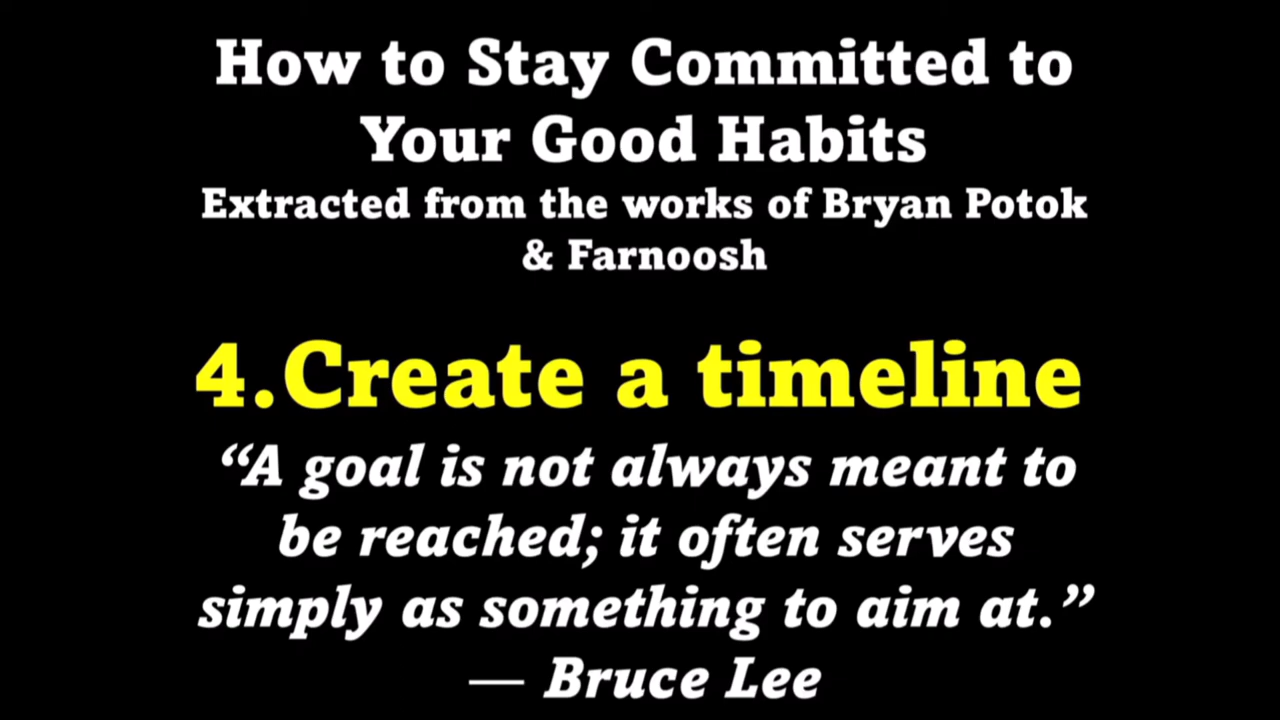 How to Stay Committed to
Your Good Habits
Extracted from the works of Bryan Potok
& Farnoosh
4.Create a timeline
“A goal is not always meant to
be reached; it often serves
simply as something to aim at.”
— Bruce Lee